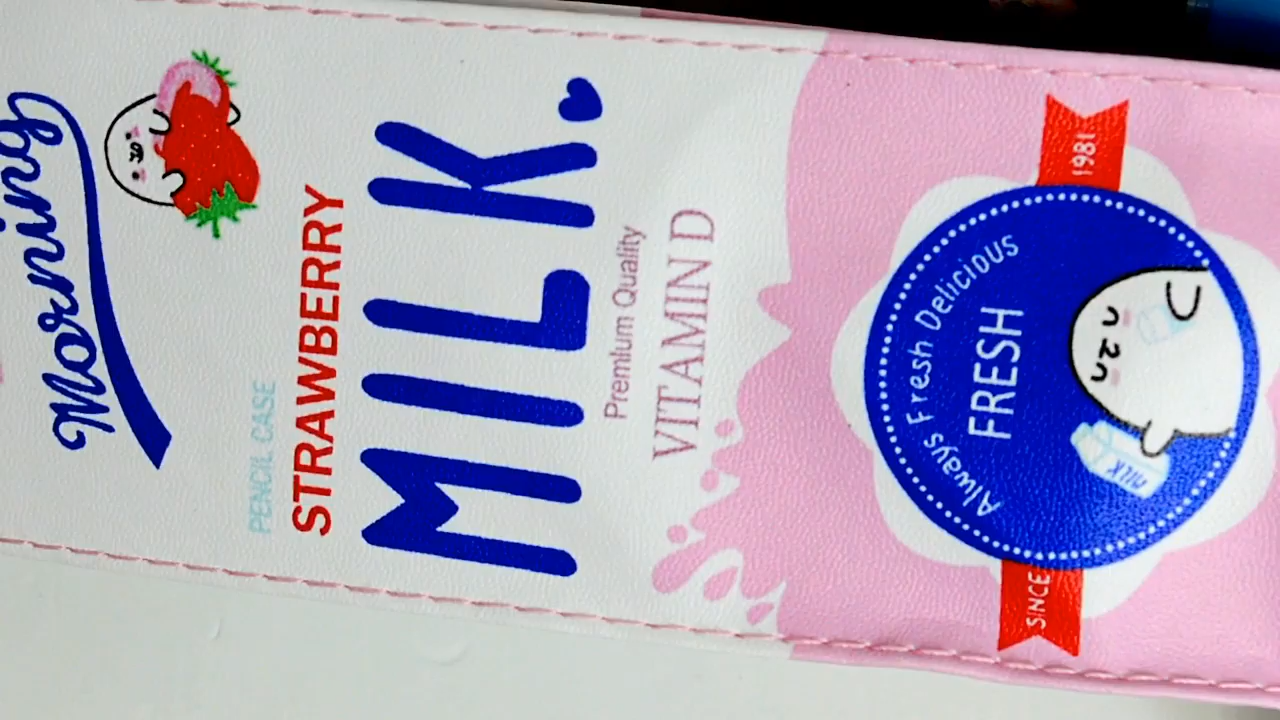 Morning
PENCIL CASE
STRAWBERRY
MILK
Premium Quality
VITAMIN D
Always Fresh Delicious
FRESH
MILK
SINCE 1981